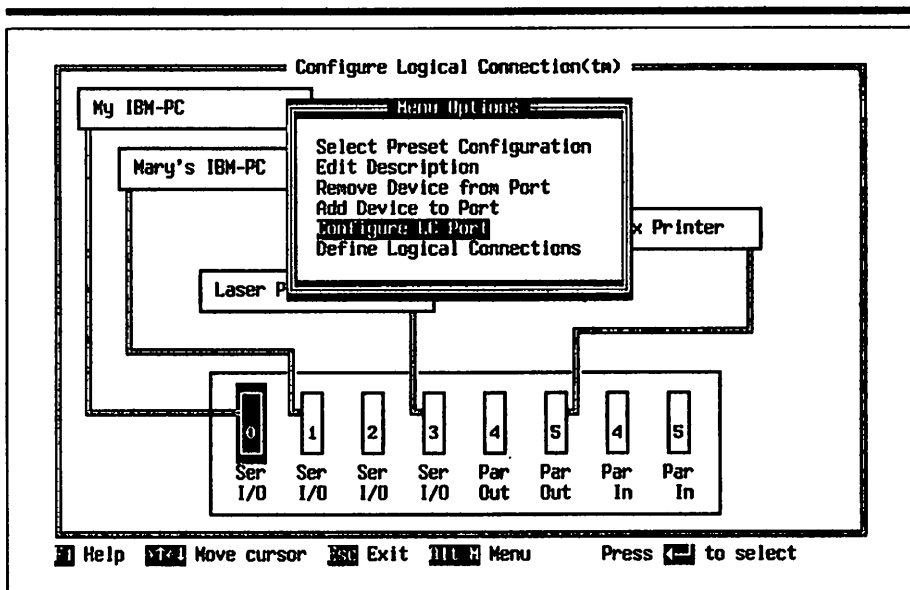 Configure Logical Connection(tm)
My IBM-PC
Menu Options
Select Preset Configuration
Edit Description
Remove Device from Port
Add Device to Port
Configure LC Port
Define Logical Connections
Mary's IBM-PC
x Printer
Laser P
0 1 2 3 4 5 4 5
Ser Ser Ser Ser Par Par Par Par
I/O I/O I/O I/O Out Out In In
F1 Help Move cursor Esc Exit ALT M Menu Press to select